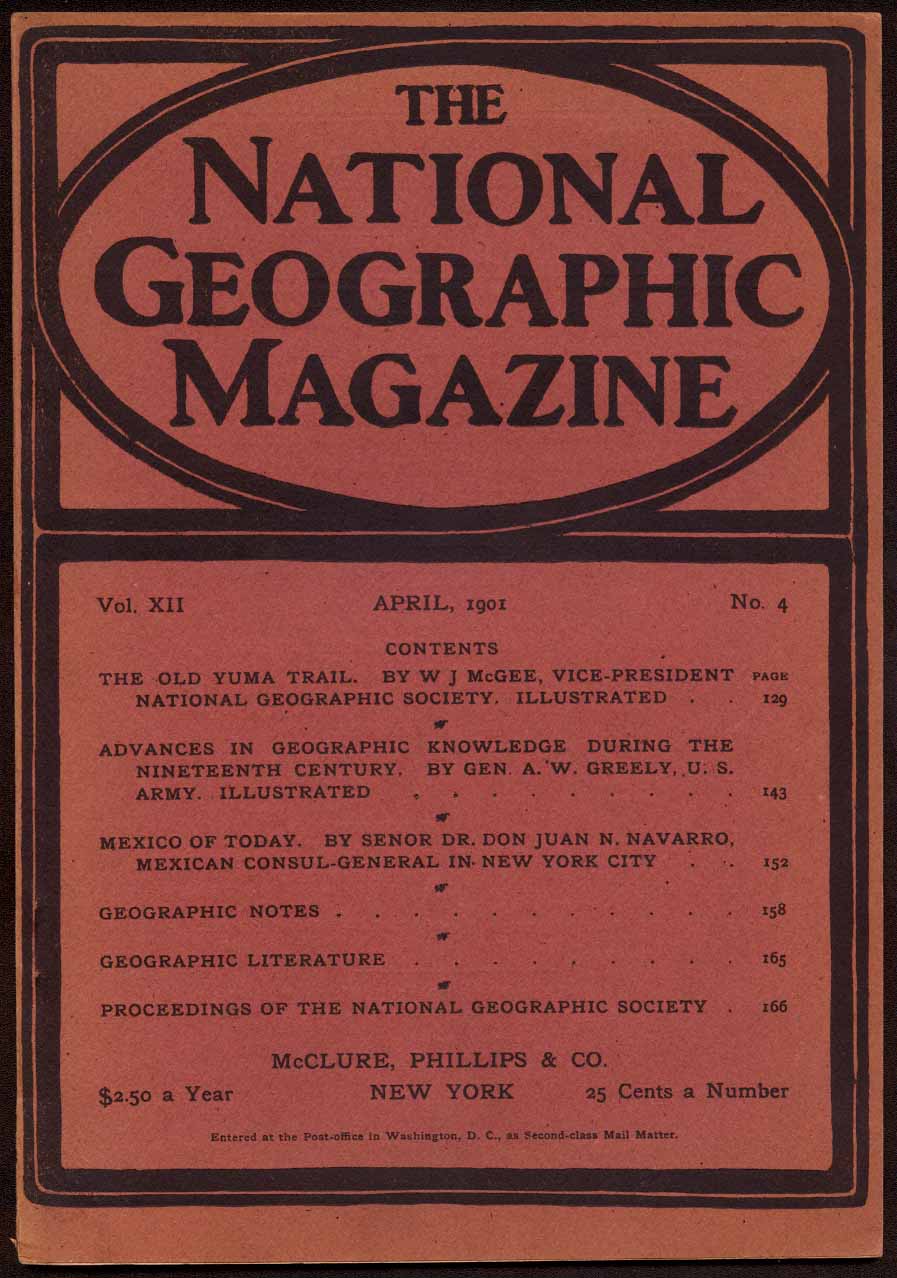 THE
NATIONAL
GEOGRAPHIC
MAGAZINE
Vol. XII APRIL, 1901 No. 4
CONTENTS
THE OLD YUMA TRAIL. BY W J McGEE, VICE-PRESIDENT PAGE
NATIONAL GEOGRAPHIC SOCIETY. ILLUSTRATED . . 129
ADVANCES IN GEOGRAPHIC KNOWLEDGE DURING THE
NINETEENTH CENTURY. BY GEN. A. W. GREELY, U. S.
ARMY. ILLUSTRATED . . . . . . . . . 143
MEXICO OF TODAY. BY SENOR DR. DON JUAN N. NAVARRO,
MEXICAN CONSUL-GENERAL IN NEW YORK CITY . . 152
GEOGRAPHIC NOTES . . . . . . . . . . . 158
GEOGRAPHIC LITERATURE . . . . . . . . . 165
PROCEEDINGS OF THE NATIONAL GEOGRAPHIC SOCIETY . 166
McCLURE, PHILLIPS & CO.
$2.50 a Year NEW YORK 25 Cents a Number
Entered at the Post-office in Washington, D. C., as Second-class Mail Matter.